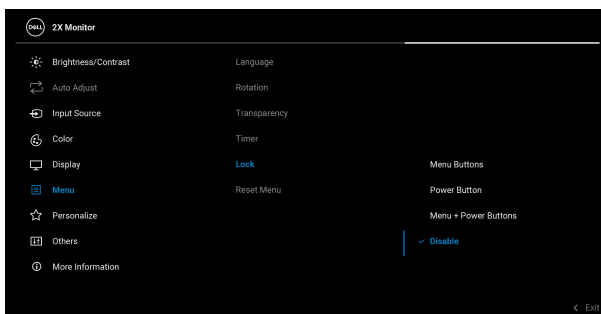 DELL 2X Monitor
Brightness/Contrast Language
Auto Adjust Rotation
Input Source Transparency
Color Timer
Display Lock Menu Buttons
Menu Reset Menu Power Button
Personalize Menu + Power Buttons
Others Disable
More Information
Exit